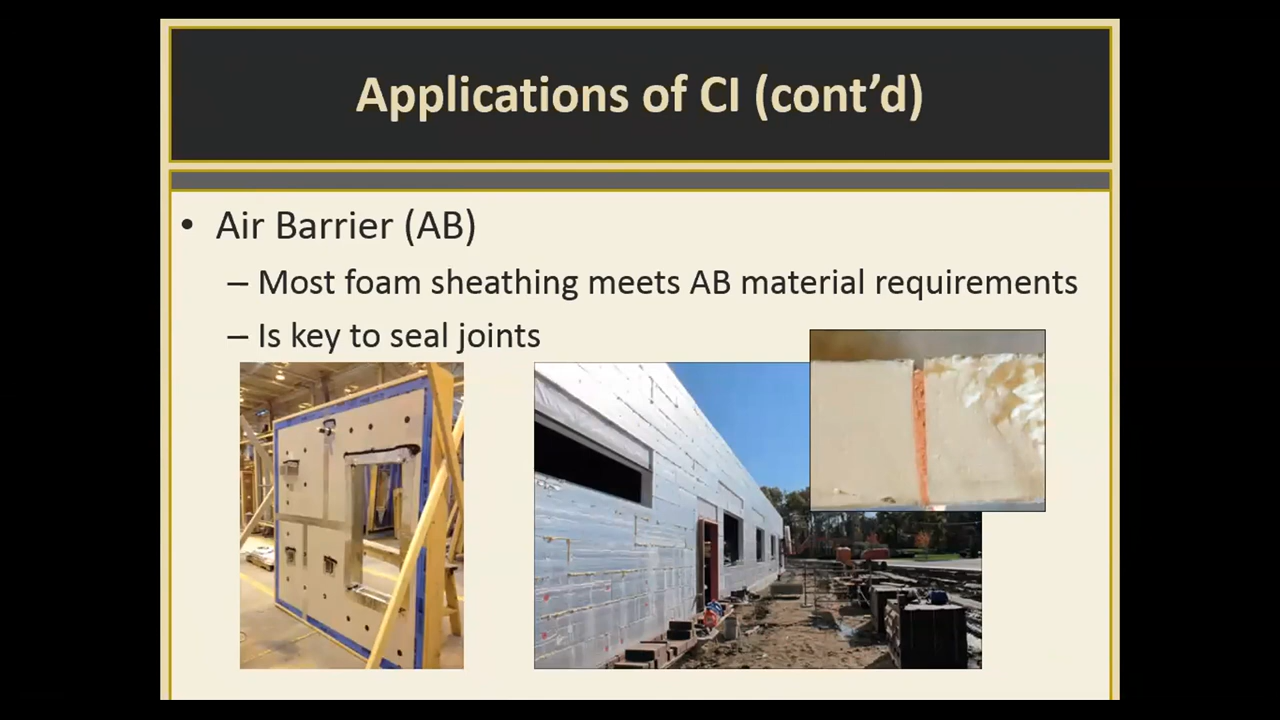 Applications of CI (cont’d)
• Air Barrier (AB)
– Most foam sheathing meets AB material requirements
– Is key to seal joints